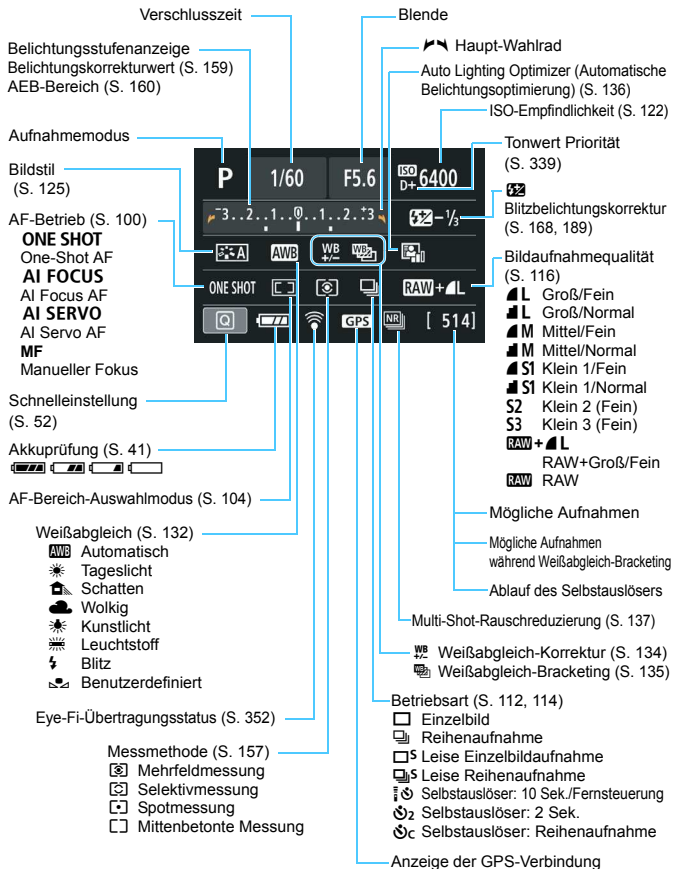 Verschlusszeit
Blende
Belichtungsstufenanzeige
Belichtungskorrekturwert (S. 159)
AEB-Bereich (S. 160)
Haupt-Wahlrad
Auto Lighting Optimizer (Automatische
Belichtungsoptimierung) (S. 136)
ISO-Empfindlichkeit (S. 122)
Aufnahmemodus
Tonwert Priorität
(S. 339)
Bildstil
(S. 125)
Blitzbelichtungskorrektur
(S. 168, 189)
AF-Betrieb (S. 100)
ONE SHOT
One-Shot AF
AI FOCUS
AI Focus AF
AI SERVO
AI Servo AF
MF
Manueller Fokus
P 1/60 F5.6 ISO D+ 6400
-3..2..1..0..1..2.+3 -1/3
A AWB WB +/- WB
ONE SHOT RAW+L
Q GPS NR [ 514]
Bildaufnahmequalität
(S. 116)
L Groß/Fein
L Groß/Normal
M Mittel/Fein
M Mittel/Normal
S1 Klein 1/Fein
S1 Klein 1/Normal
S2 Klein 2 (Fein)
S3 Klein 3 (Fein)
RAW+L
RAW+Groß/Fein
RAW RAW
Schnelleinstellung
(S. 52)
Akkuprüfung (S. 41)
AF-Bereich-Auswahlmodus (S. 104)
Mögliche Aufnahmen
Mögliche Aufnahmen
während Weißabgleich-Bracketing
Ablauf des Selbstauslösers
Weißabgleich (S. 132)
AWB Automatisch
Tageslicht
Schatten
Wolkig
Kunstlicht
Leuchtstoff
Blitz
Benutzerdefiniert
Multi-Shot-Rauschreduzierung (S. 137)
WB +/- Weißabgleich-Korrektur (S. 134)
WB Weißabgleich-Bracketing (S. 135)
Eye-Fi-Übertragungsstatus (S. 352)
Betriebsart (S. 112, 114)
Einzelbild
Reihenaufnahme
S Leise Einzelbildaufnahme
S Leise Reihenaufnahme
Selbstauslöser: 10 Sek./Fernsteuerung
2 Selbstauslöser: 2 Sek.
C Selbstauslöser: Reihenaufnahme
Messmethode (S. 157)
Mehrfeldmessung
Selektivmessung
Spotmessung
Mittenbetonte Messung
Anzeige der GPS-Verbindung